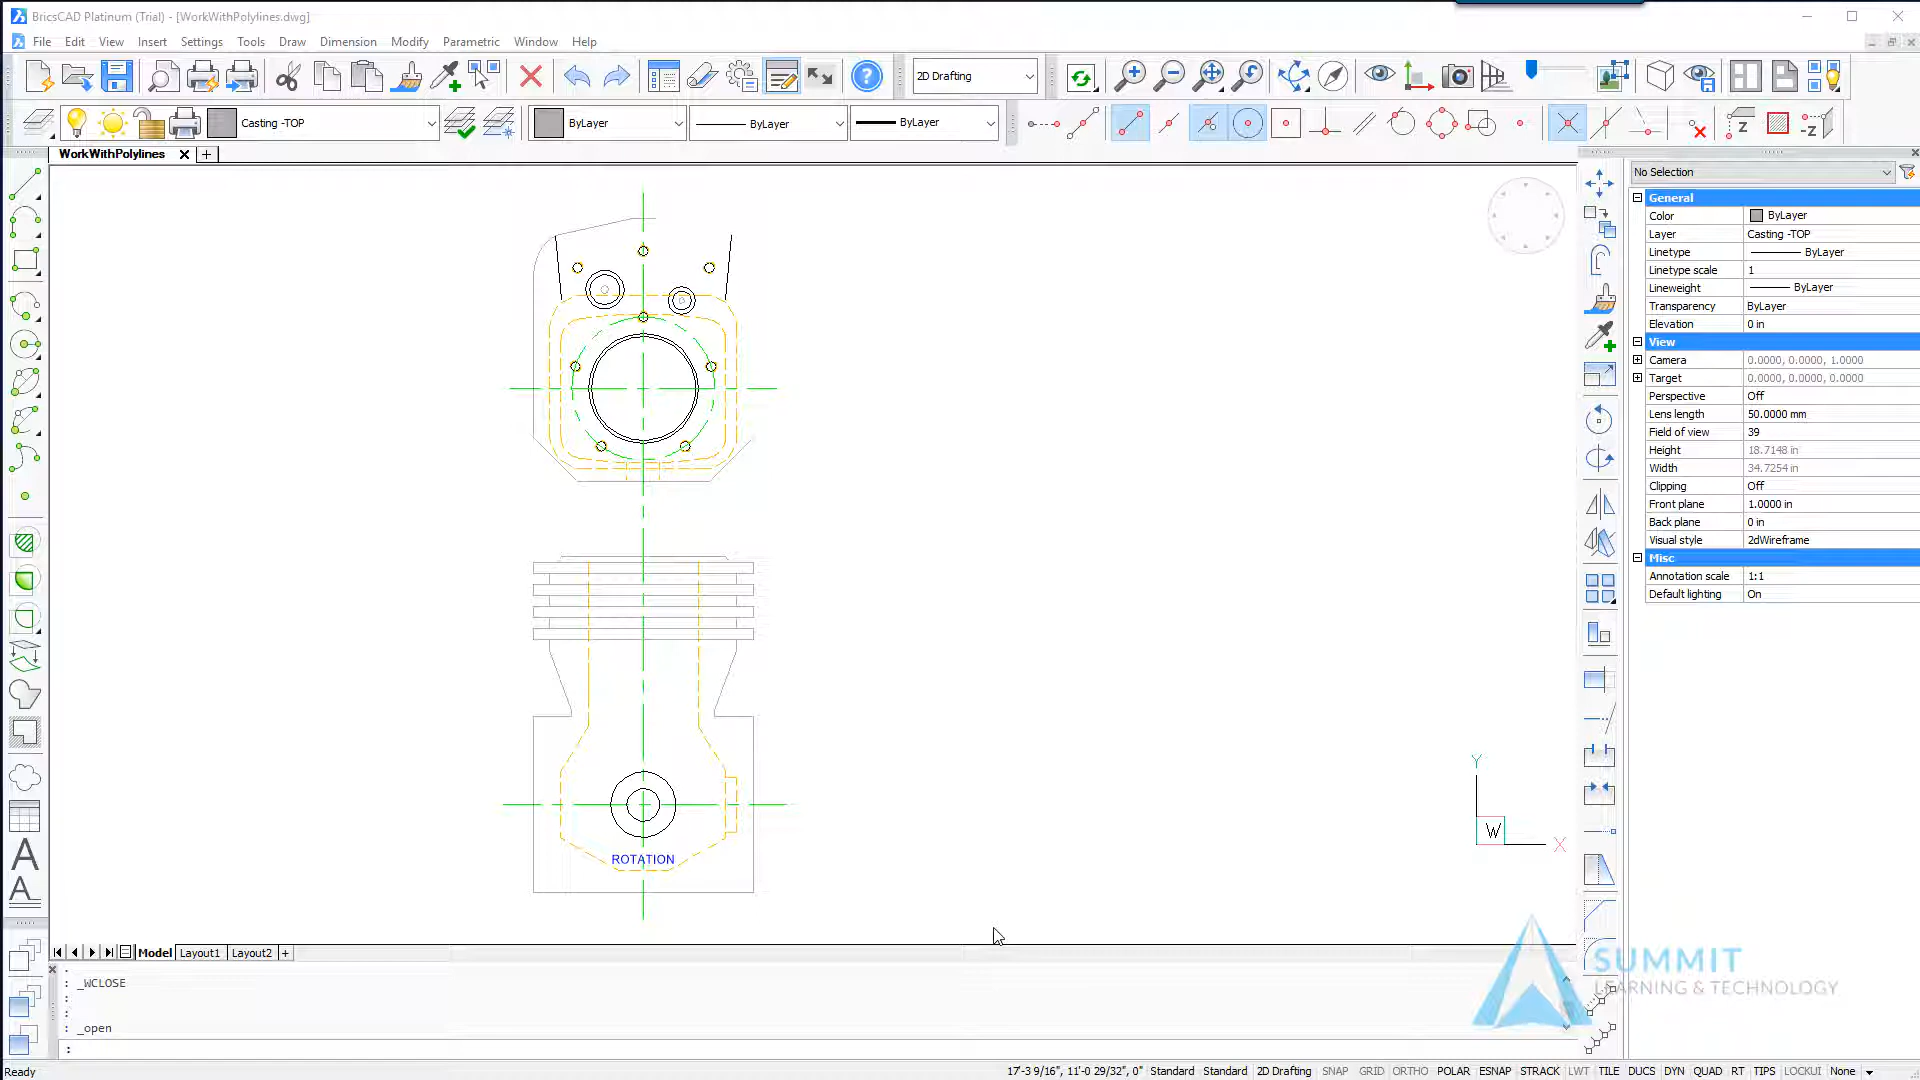 BricsCAD Platinum (Trial) - [WorkWithPolylines.dwg]
File Edit View Insert Settings Tools Draw Dimension Modify Parametric Window Help
2D Drafting
Casting -TOP
ByLayer
ByLayer
ByLayer
WorkWithPolylines
No Selection
General
Color ByLayer
Layer Casting -TOP
Linetype ByLayer
Linetype scale 1
Lineweight ByLayer
Transparency ByLayer
Elevation 0 in
View
Camera 0.0000, 0.0000, 1.0000
Target 0.0000, 0.0000, 0.0000
Perspective Off
Lens length 50.0000 mm
Field of view 39
Height 18.7148 in
Width 34.7254 in
Clipping Off
Front plane 1.0000 in
Back plane 0 in
Visual style 2dWireframe
Misc
Annotation scale 1:1
Default lighting On
Y
W
X
ROTATION
Model Layout1 Layout2 +
: _WCLOSE
:
:
: _open
:
SUMMIT
LEARNING & TECHNOLOGY
Ready
17'-3 9/16", 11'-0 29/32", 0" Standard Standard 2D Drafting SNAP GRID ORTHO POLAR ESNAP STRACK LWT TILE DUCS DYN QUAD RT TIPS LOCKUI None